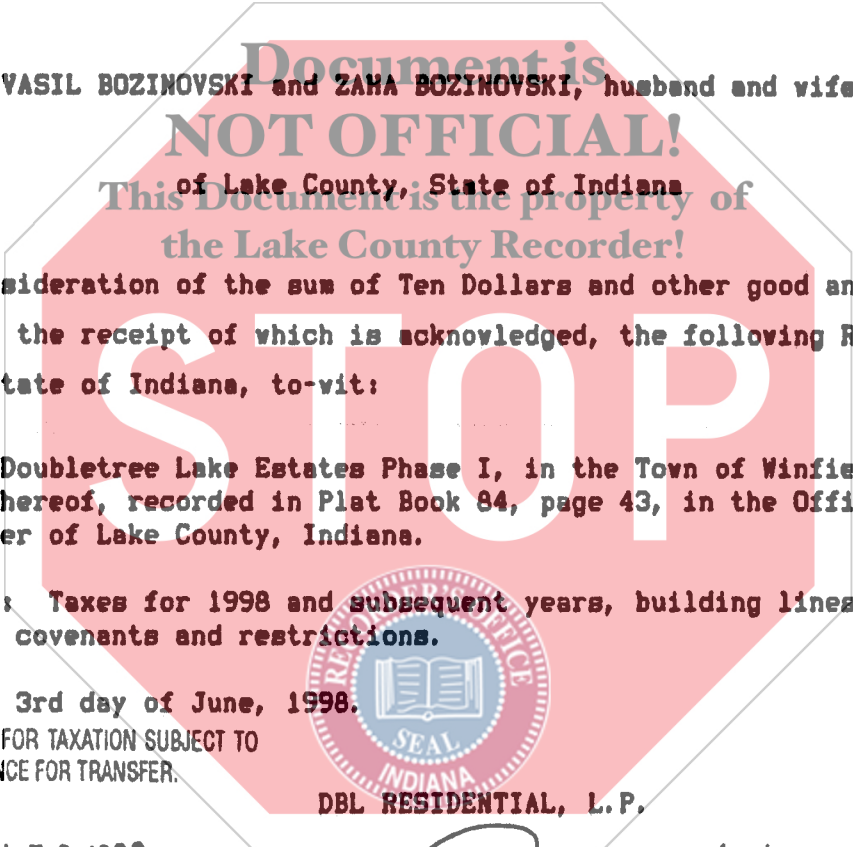 Document is
VASIL BOZINOVSKI and ZAHA BOZINOVSKI, husband and wife
NOT OFFICIAL!
of Lake County, State of Indiana
This Document is the property of
the Lake County Recorder!
sideration of the sum of Ten Dollars and other good an
the receipt of which is acknowledged, the following R
tate of Indiana, to-wit:
STOP
Doubletree Lake Estates Phase I, in the Town of Winfie
hereof, recorded in Plat Book 84, page 43, in the Offi
er of Lake County, Indiana.
: Taxes for 1998 and subsequent years, building lines
covenants and restrictions.
RECORDER'S OFFICE
3rd day of June, 1998.
SEAL
FOR TAXATION SUBJECT TO
NCE FOR TRANSFER.
INDIANA
DBL RESIDENTIAL, L.P.